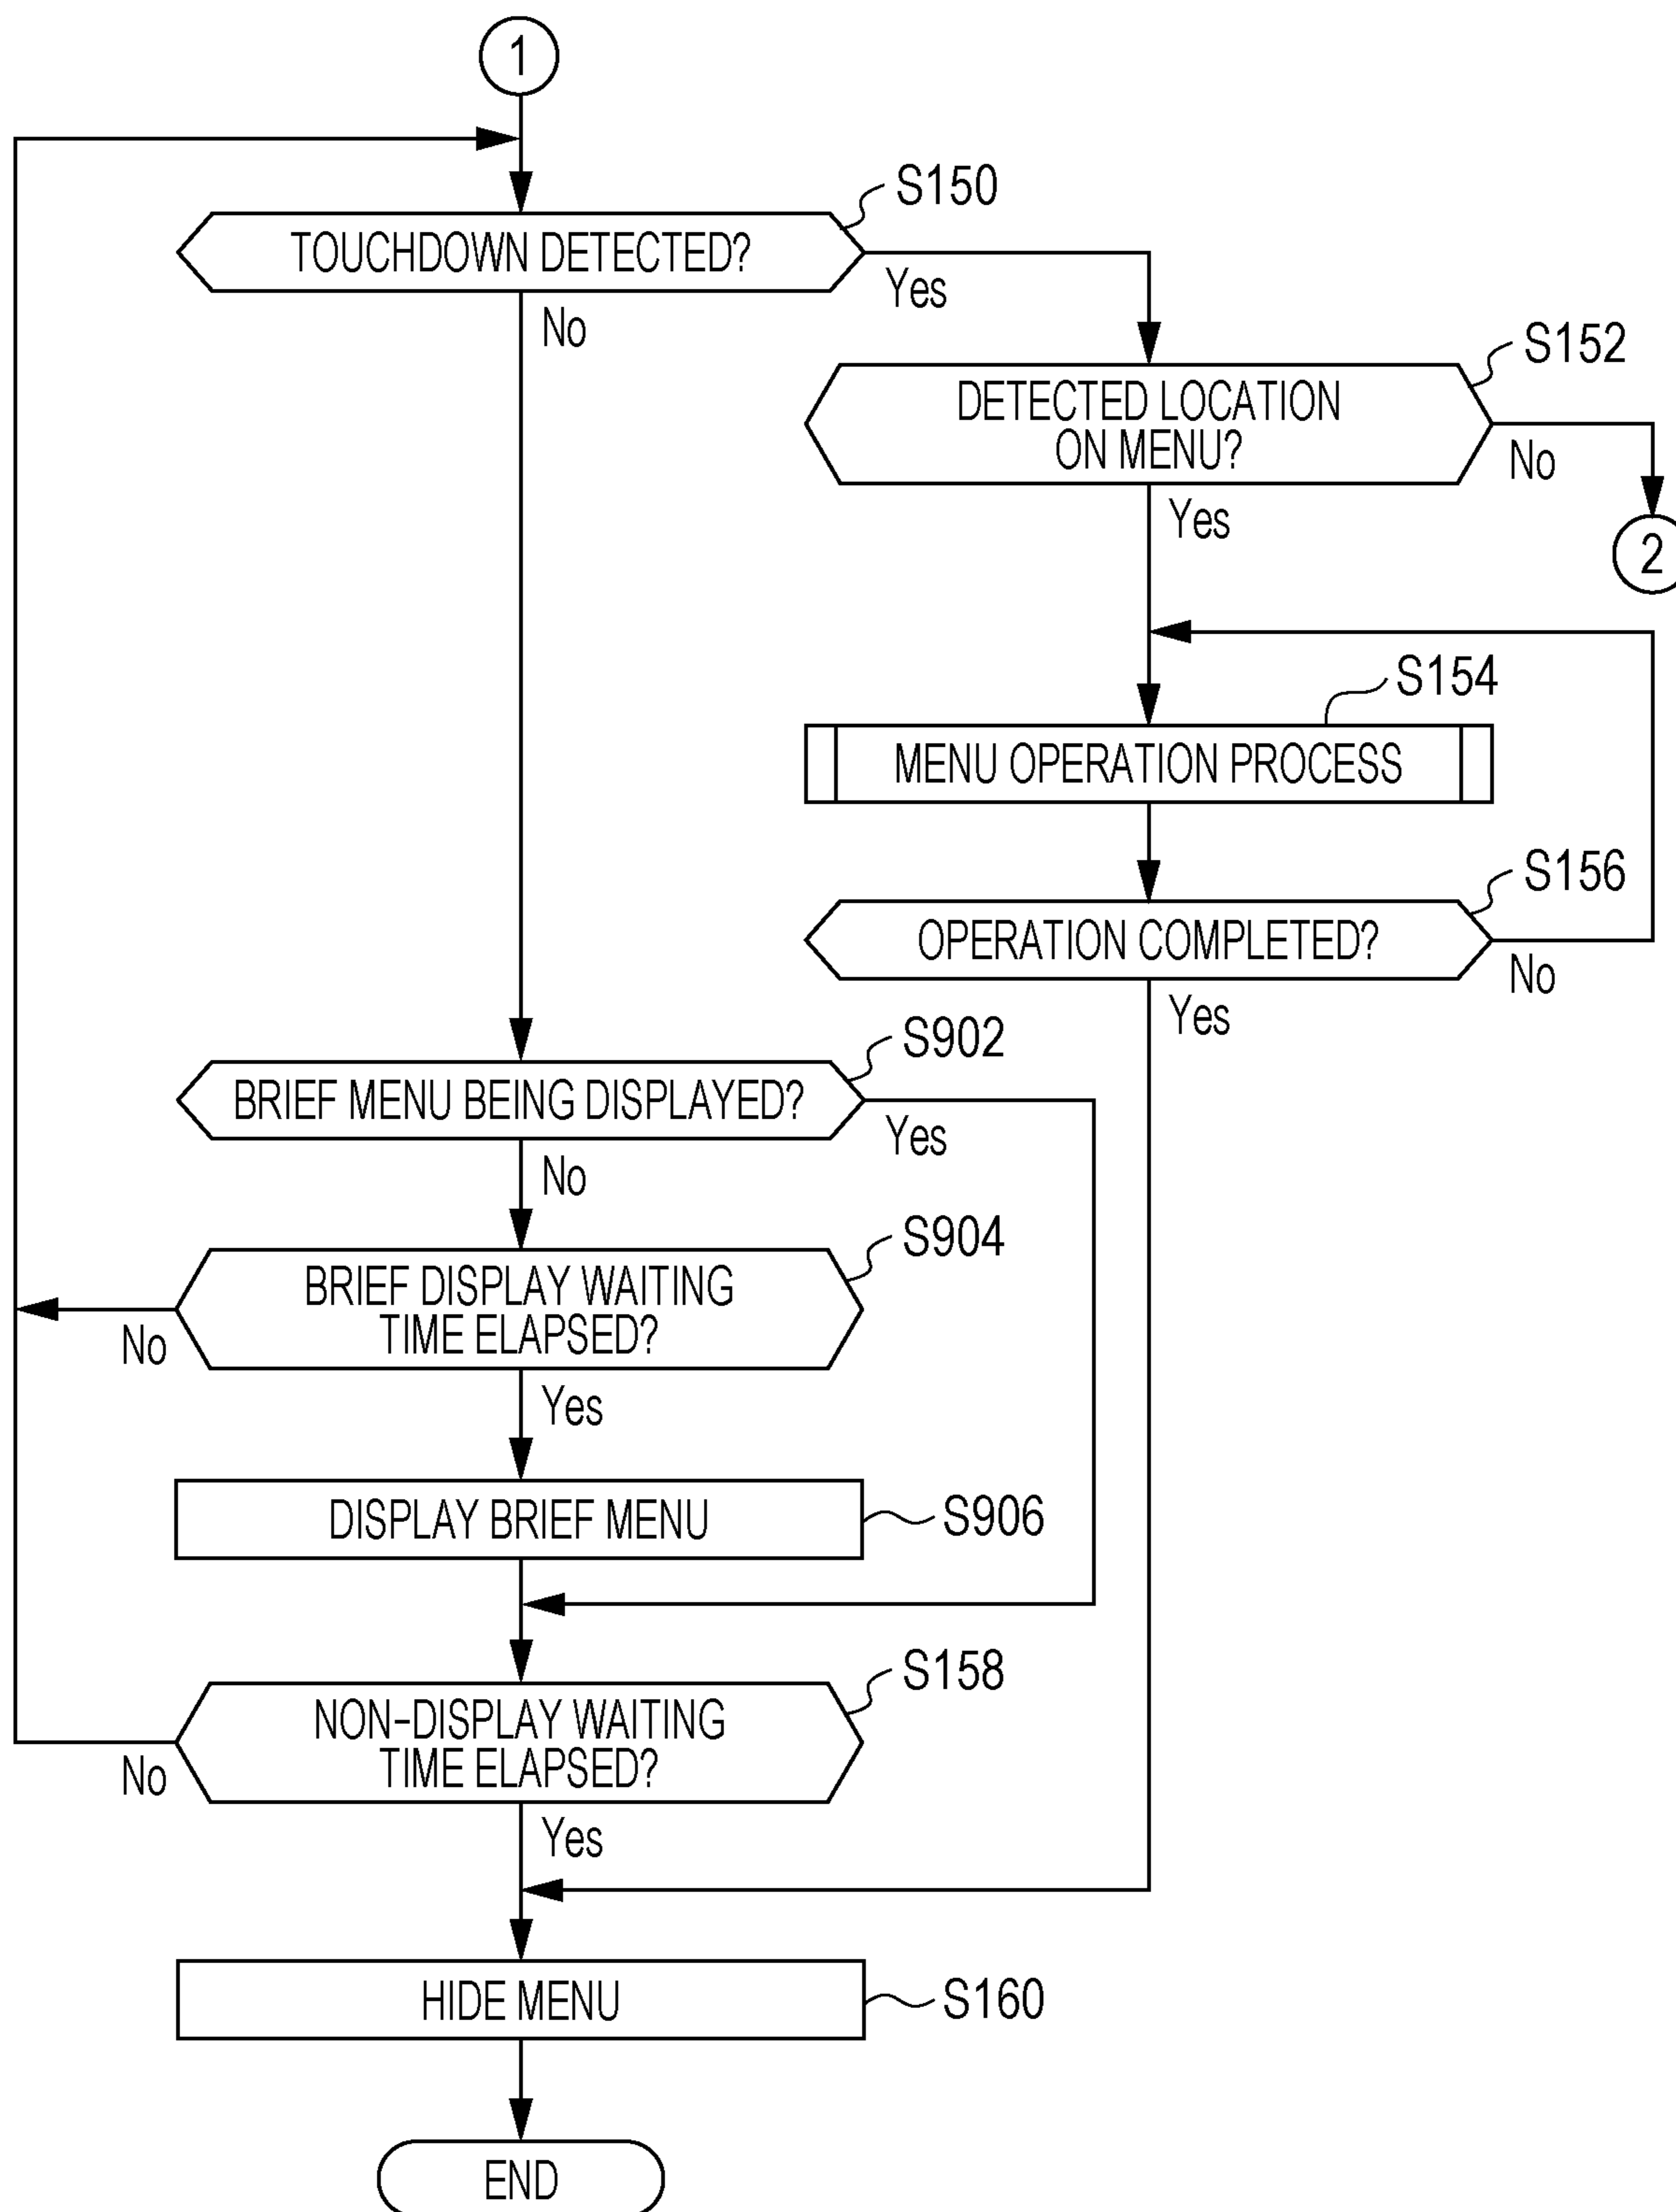 1
S150
TOUCHDOWN DETECTED?
Yes
No
S152
DETECTED LOCATION
ON MENU?
No
Yes
2
S154
MENU OPERATION PROCESS
S156
OPERATION COMPLETED?
No
Yes
S902
BRIEF MENU BEING DISPLAYED?
Yes
No
S904
BRIEF DISPLAY WAITING
TIME ELAPSED?
No
Yes
DISPLAY BRIEF MENU
S906
S158
NON-DISPLAY WAITING
TIME ELAPSED?
No
Yes
HIDE MENU
S160
END